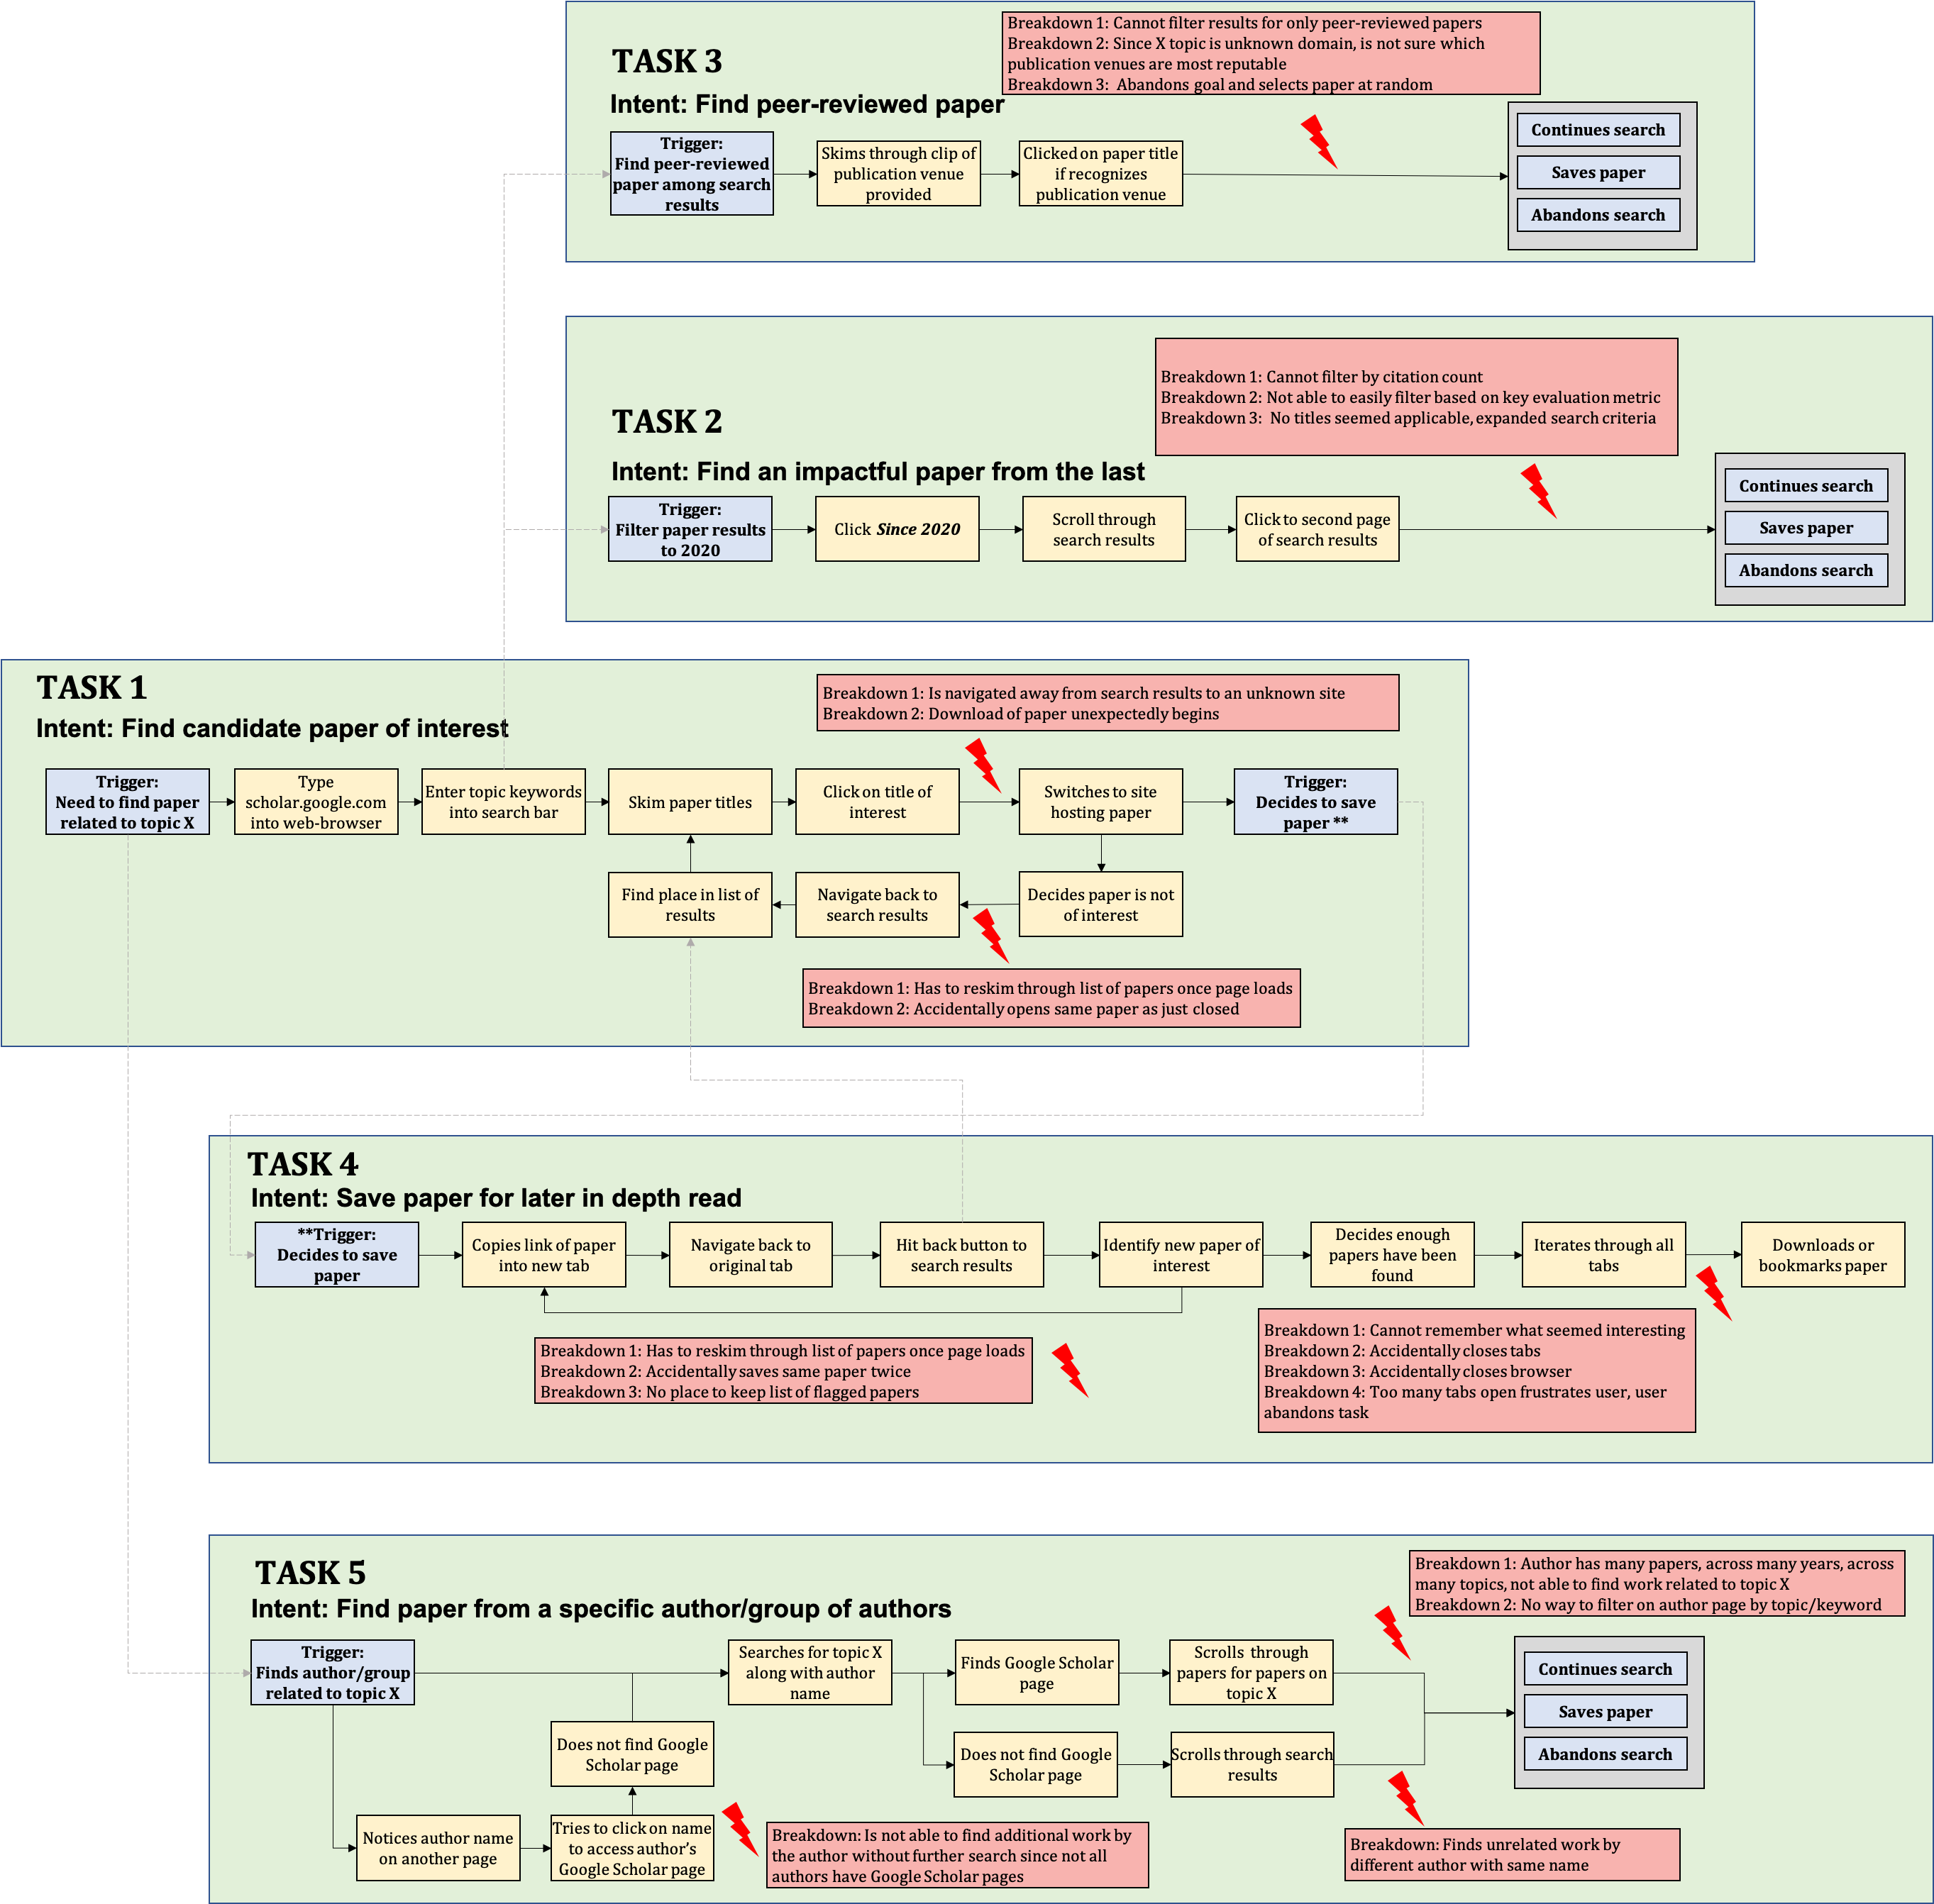 TASK 3
Intent: Find peer-reviewed paper
Breakdown 1: Cannot filter results for only peer-reviewed papers
Breakdown 2: Since X topic is unknown domain, is not sure which
publication venues are most reputable
Breakdown 3: Abandons goal and selects paper at random
Trigger:
Find peer-reviewed
paper among search
results
Skims through clip of
publication venue
provided
Clicked on paper title
if recognizes
publication venue
Continues search
Saves paper
Abandons search
TASK 2
Intent: Find an impactful paper from the last
Breakdown 1: Cannot filter by citation count
Breakdown 2: Not able to easily filter based on key evaluation metric
Breakdown 3: No titles seemed applicable, expanded search criteria
Trigger:
Filter paper results
to 2020
Click Since 2020
Scroll through
search results
Click to second page
of search results
Continues search
Saves paper
Abandons search
TASK 1
Intent: Find candidate paper of interest
Breakdown 1: Is navigated away from search results to an unknown site
Breakdown 2: Download of paper unexpectedly begins
Trigger:
Need to find paper
related to topic X
Type
scholar.google.com
into web-browser
Enter topic keywords
into search bar
Skim paper titles
Click on title of
interest
Switches to site
hosting paper
Trigger:
Decides to save
paper **
Find place in list of
results
Navigate back to
search results
Decides paper is not
of interest
Breakdown 1: Has to reskim through list of papers once page loads
Breakdown 2: Accidentally opens same paper as just closed
TASK 4
Intent: Save paper for later in depth read
**Trigger:
Decides to save
paper
Copies link of paper
into new tab
Navigate back to
original tab
Hit back button to
search results
Identify new paper of
interest
Decides enough
papers have been
found
Iterates through all
tabs
Downloads or
bookmarks paper
Breakdown 1: Has to reskim through list of papers once page loads
Breakdown 2: Accidentally saves same paper twice
Breakdown 3: No place to keep list of flagged papers
Breakdown 1: Cannot remember what seemed interesting
Breakdown 2: Accidentally closes tabs
Breakdown 3: Accidentally closes browser
Breakdown 4: Too many tabs open frustrates user, user
abandons task
TASK 5
Intent: Find paper from a specific author/group of authors
Breakdown 1: Author has many papers, across many years, across
many topics, not able to find work related to topic X
Breakdown 2: No way to filter on author page by topic/keyword
Trigger:
Finds author/group
related to topic X
Searches for topic X
along with author
name
Finds Google Scholar
page
Scrolls through
papers for papers on
topic X
Continues search
Saves paper
Abandons search
Does not find Google
Scholar page
Does not find Google
Scholar page
Scrolls through search
results
Notices author name
on another page
Tries to click on name
to access author's
Google Scholar page
Breakdown: Is not able to find additional work by
the author without further search since not all
authors have Google Scholar pages
Breakdown: Finds unrelated work by
different author with same name